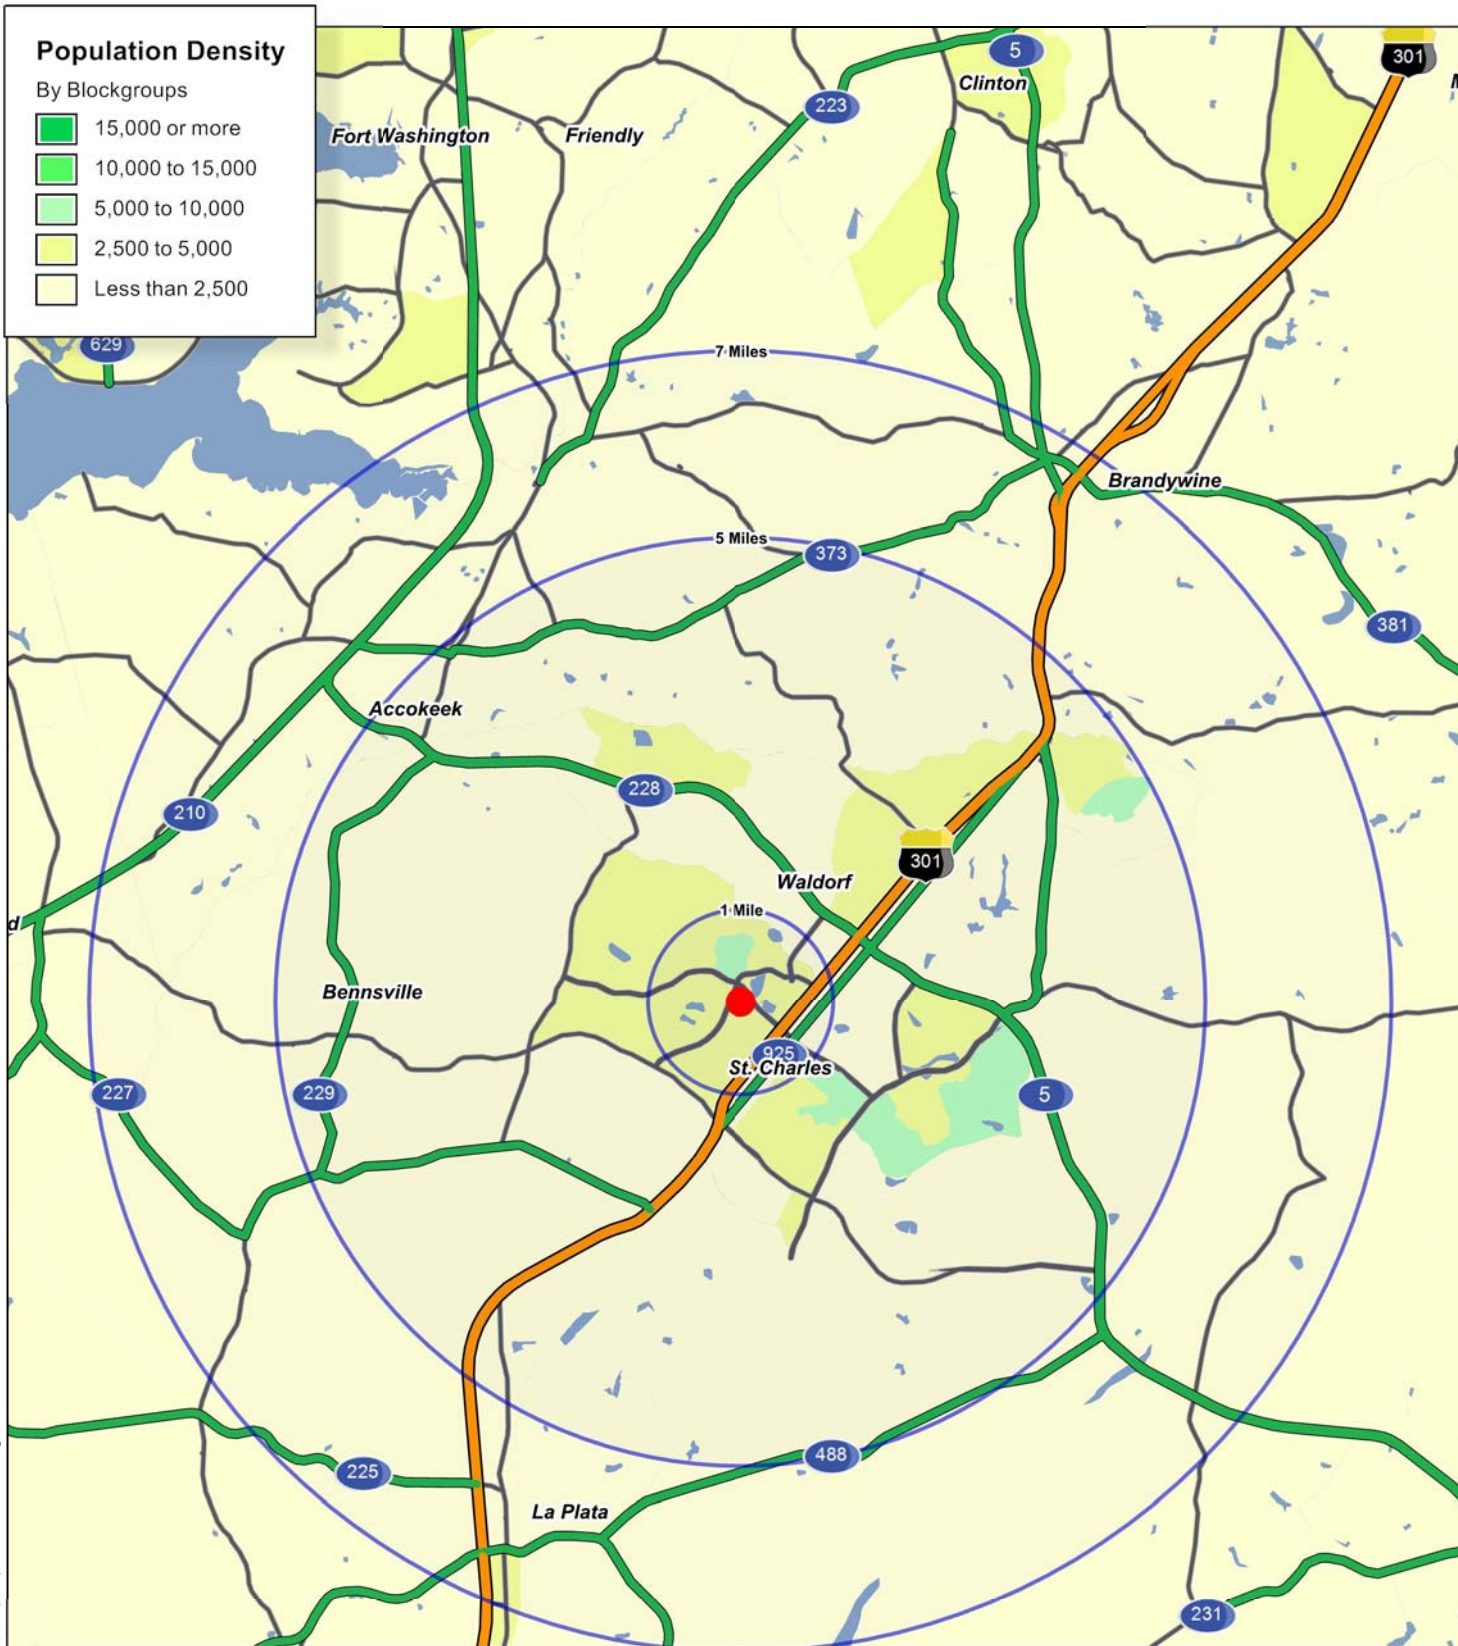 Population Density
By Blockgroups
15,000 or more
10,000 to 15,000
5,000 to 10,000
2,500 to 5,000
Less than 2,500
5
301
Clinton
223
Fort Washington
Friendly
629
7 Miles
Brandywine
5 Miles
373
381
Accokeek
228
210
301
Waldorf
1 Mile
d
Bennsville
925
St. Charles
227
229
5
488
225
La Plata
231